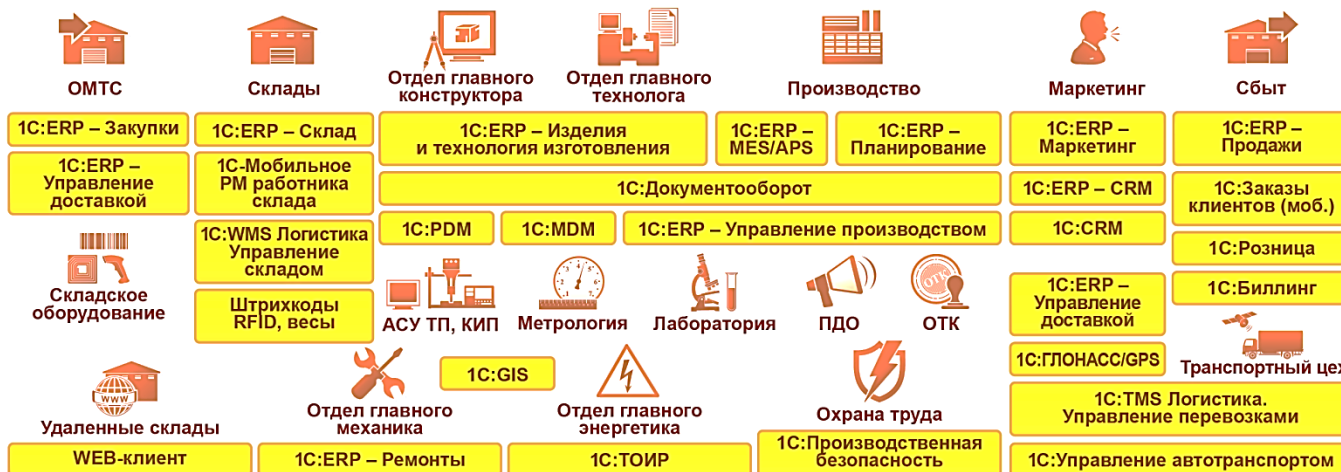 ОМТС
Склады
Отдел главного
конструктора
Отдел главного
технолога
Производство
Маркетинг
Сбыт
1С:ERP – Закупки
1С:ERP – Склад
1С:ERP – Изделия
и технология изготовления
1С:ERP –
MES/APS
1С:ERP –
Планирование
1С:ERP –
Маркетинг
1С:ERP –
Продажи
1С:ERP –
Управление
доставкой
1С-Мобильное
РМ работника
склада
1С:Документооборот
1С:ERP – CRM
1С:Заказы
клиентов (моб.)
1С:PDM
1С:MDM
1С:ERP – Управление производством
1С:CRM
1С:WMS Логистика
Управление
складом
1С:Розница
Складское
оборудование
Штрихкоды
RFID, весы
АСУ ТП, КИП
Метрология
Лаборатория
ПДО
ОТК
ОТК
1С:ERP –
Управление
доставкой
1С:Биллинг
1С:ГЛОНАСС/GPS
Транспортный цех
WWW
Удаленные склады
Отдел главного
механика
1С:GIS
Отдел главного
энергетика
Охрана труда
1С:TMS Логистика.
Управление перевозками
WEB-клиент
1С:ERP – Ремонты
1С:ТОИР
1С:Производственная
безопасность
1С:Управление автотранспортом